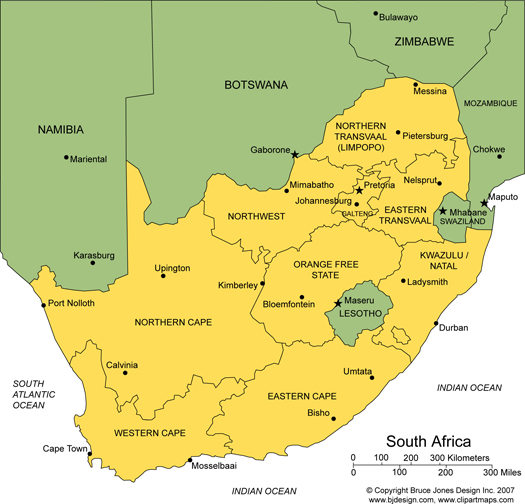 Bulawayo
ZIMBABWE
BOTSWANA
Messina
MOZAMBIQUE
NORTHERN
TRANSVAAL
(LIMPOPO)
Pietersburg
NAMIBIA
Mariental
Gaborone
Chokwe
Mimabatho
Pretoria
Nelsprut
Johannesburg
GALTENG
Maputo
Mhabane
SWAZILAND
NORTHWEST
EASTERN
TRANSVAAL
Karasburg
Upington
ORANGE FREE
STATE
KWAZULU /
NATAL
Kimberley
Ladysmith
Bloemfontein
Maseru
LESOTHO
Port Nolloth
NORTHERN CAPE
Durban
Calvinia
Umtata
SOUTH
ATLANTIC
OCEAN
INDIAN OCEAN
EASTERN CAPE
Bisho
WESTERN CAPE
Cape Town
Mosselbaai
South Africa
0 100 200 300 Kilometers
0 100 200 300 Miles
INDIAN OCEAN
© Copyright Bruce Jones Design Inc. 2007
www.bjdesign.com, www.clipartmaps.com